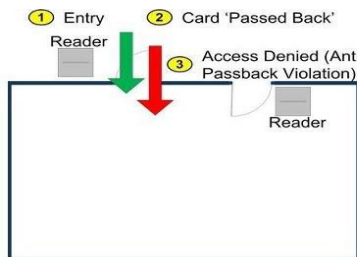 1 Entry
2 Card ‘Passed Back’
Reader
3 Access Denied (Ant
Passback Violation)
Reader